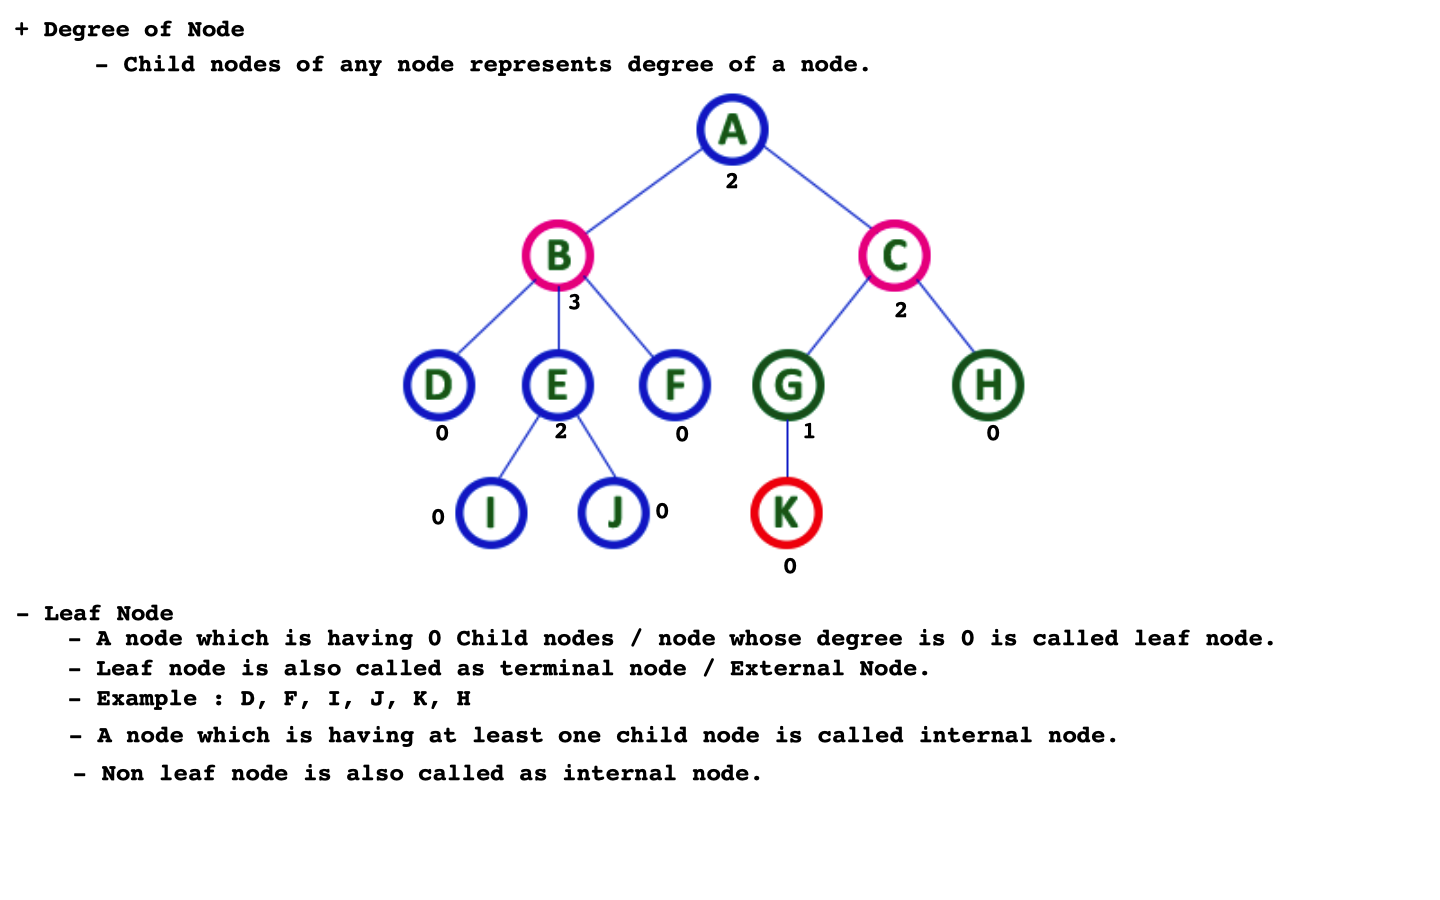 + Degree of Node
- Child nodes of any node represents degree of a node.
A
2
B
C
3
2
D
E
F
G
H
0
2
0
1
0
0
I
J
0
K
0
- Leaf Node
- A node which is having 0 Child nodes / node whose degree is 0 is called leaf node.
- Leaf node is also called as terminal node / External Node.
- Example : D, F, I, J, K, H
- A node which is having at least one child node is called internal node.
- Non leaf node is also called as internal node.